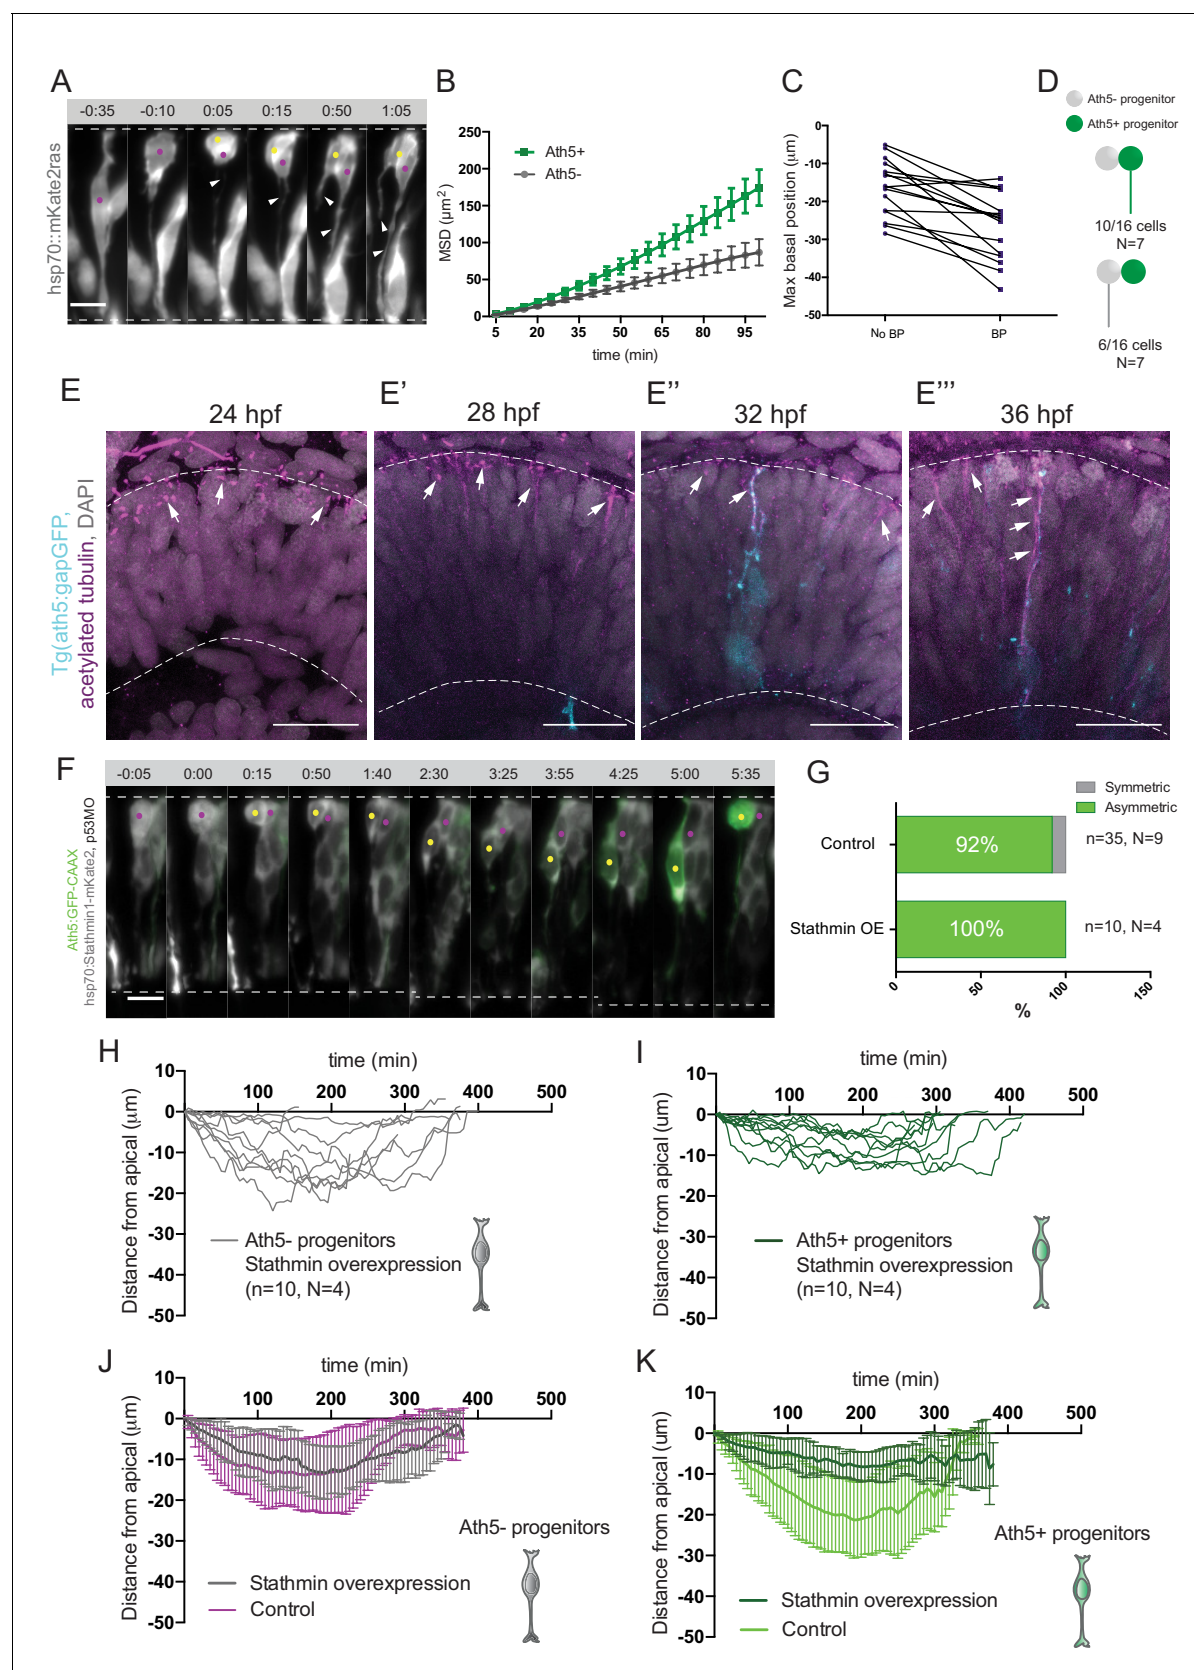 A
-0:35 -0:10 0:05 0:15 0:50 1:05
hsp70::mKate2ras
B
MSD (µm²)
250
200
150
100
50
0
5 20 35 50 65 80 95
time (min)
Ath5+
Ath5-
C
Max basal position (µm)
0
-10
-20
-30
-40
-50
No BP BP
D
Ath5- progenitor
Ath5+ progenitor
10/16 cells
N=7
6/16 cells
N=7
E E' E'' E'''
24 hpf 28 hpf 32 hpf 36 hpf
Tg(ath5:gapGFP,
acetylated tubulin, DAPI
F
-0:05 0:00 0:15 0:50 1:40 2:30 3:25 3:55 4:25 5:00 5:35
Ath5:GFP-CAAX
hsp70:Stathmin1-mKate2, p53MO
G
Symmetric
Asymmetric
Control 92% n=35, N=9
Stathmin OE 100% n=10, N=4
0 50 100 150
%
H
time (min)
100 200 300 400 500
10
0
-10
-20
-30
-40
-50
Distance from apical (µm)
Ath5- progenitors
Stathmin overexpression
(n=10, N=4)
I
time (min)
100 200 300 400 500
10
0
-10
-20
-30
-40
-50
Distance from apical (µm)
Ath5+ progenitors
Stathmin overexpression
(n=10, N=4)
J
time (min)
100 200 300 400 500
10
0
-10
-20
-30
-40
-50
Distance from apical (µm)
Ath5- progenitors
Stathmin overexpression
Control
K
time (min)
100 200 300 400 500
10
0
-10
-20
-30
-40
-50
Distance from apical (um)
Ath5+ progenitors
Stathmin overexpression
Control